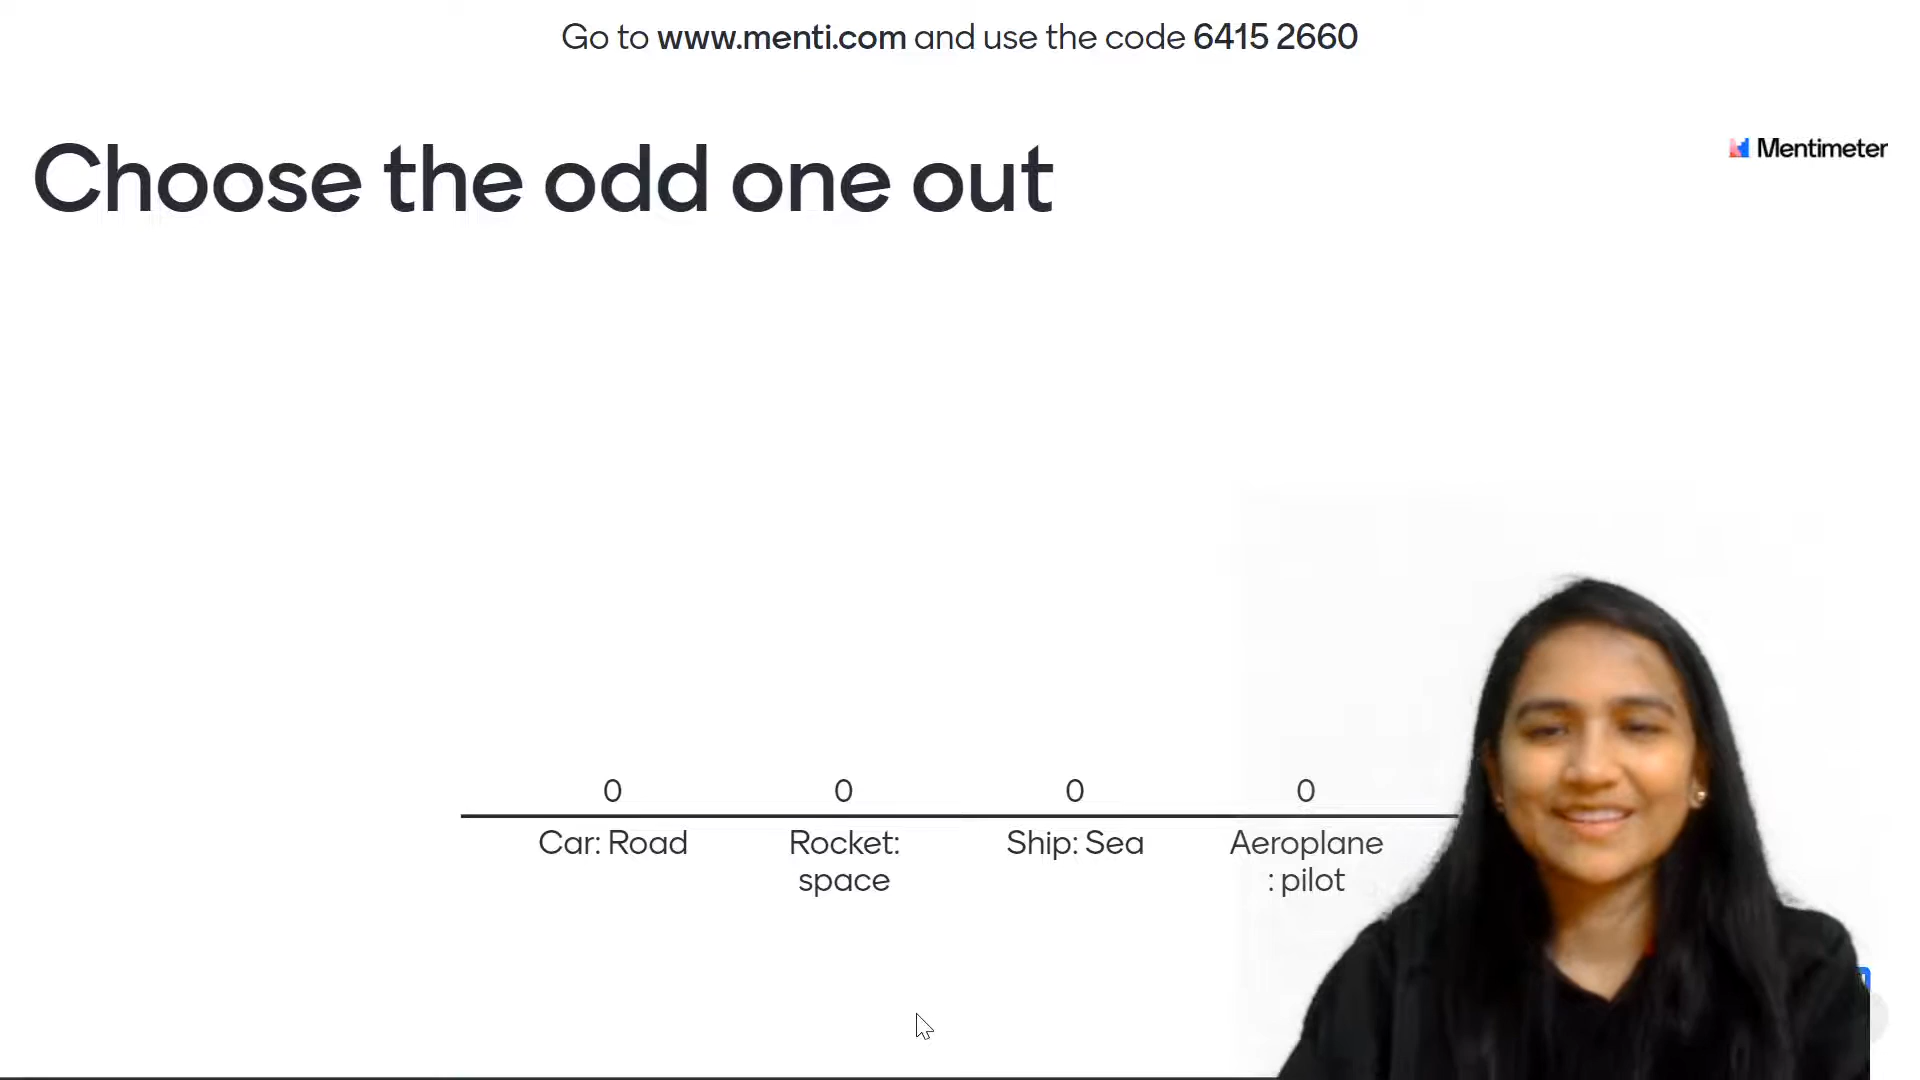 Go to www.menti.com and use the code 6415 2660
Mentimeter
Choose the odd one out
0 0 0 0
Car: Road Rocket: Ship: Sea Aeroplane
space : pilot